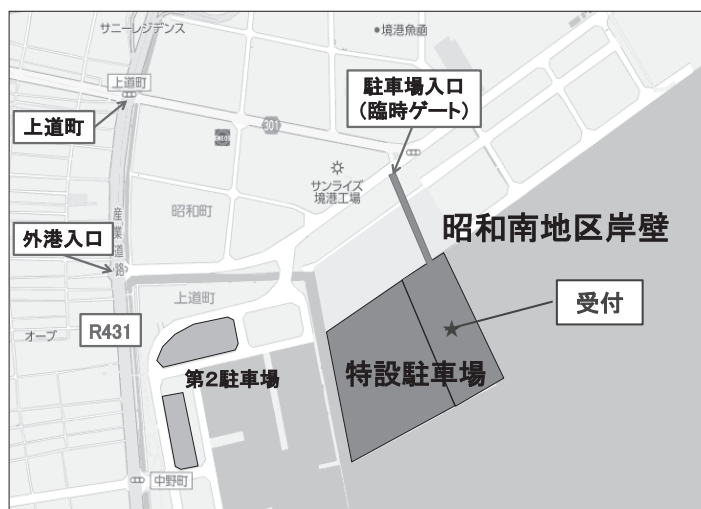 サニーレジデンス
境港魚凾
上道町
駐車場入口
(臨時ゲート)
上道町
301
ENEOS
サンライズ
境港工場
昭和町
昭和南地区岸壁
産業道路
外港入口
上道町
受付
R431
オーブ
特設駐車場
第2駐車場
中野町